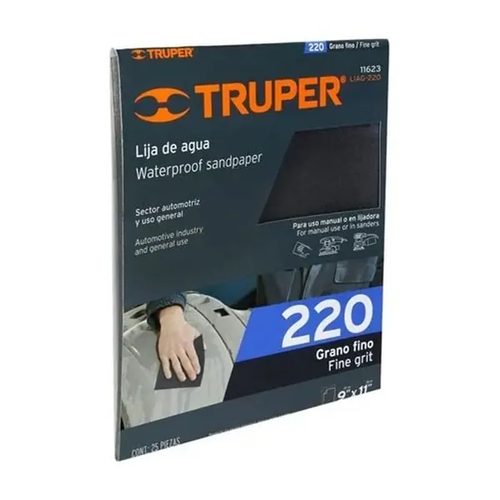 TRUPER
220 Grano fino / Fine grit
11623
LIAG-220
TRUPER®
Lija de agua
Waterproof sandpaper
Sector automotriz
y uso general
Automotive industry
and general use
Para uso manual o en lijadora
For manual use or in sanders
220
Grano fino
Fine grit
9" x 11"
CONT.: 25 PIEZAS